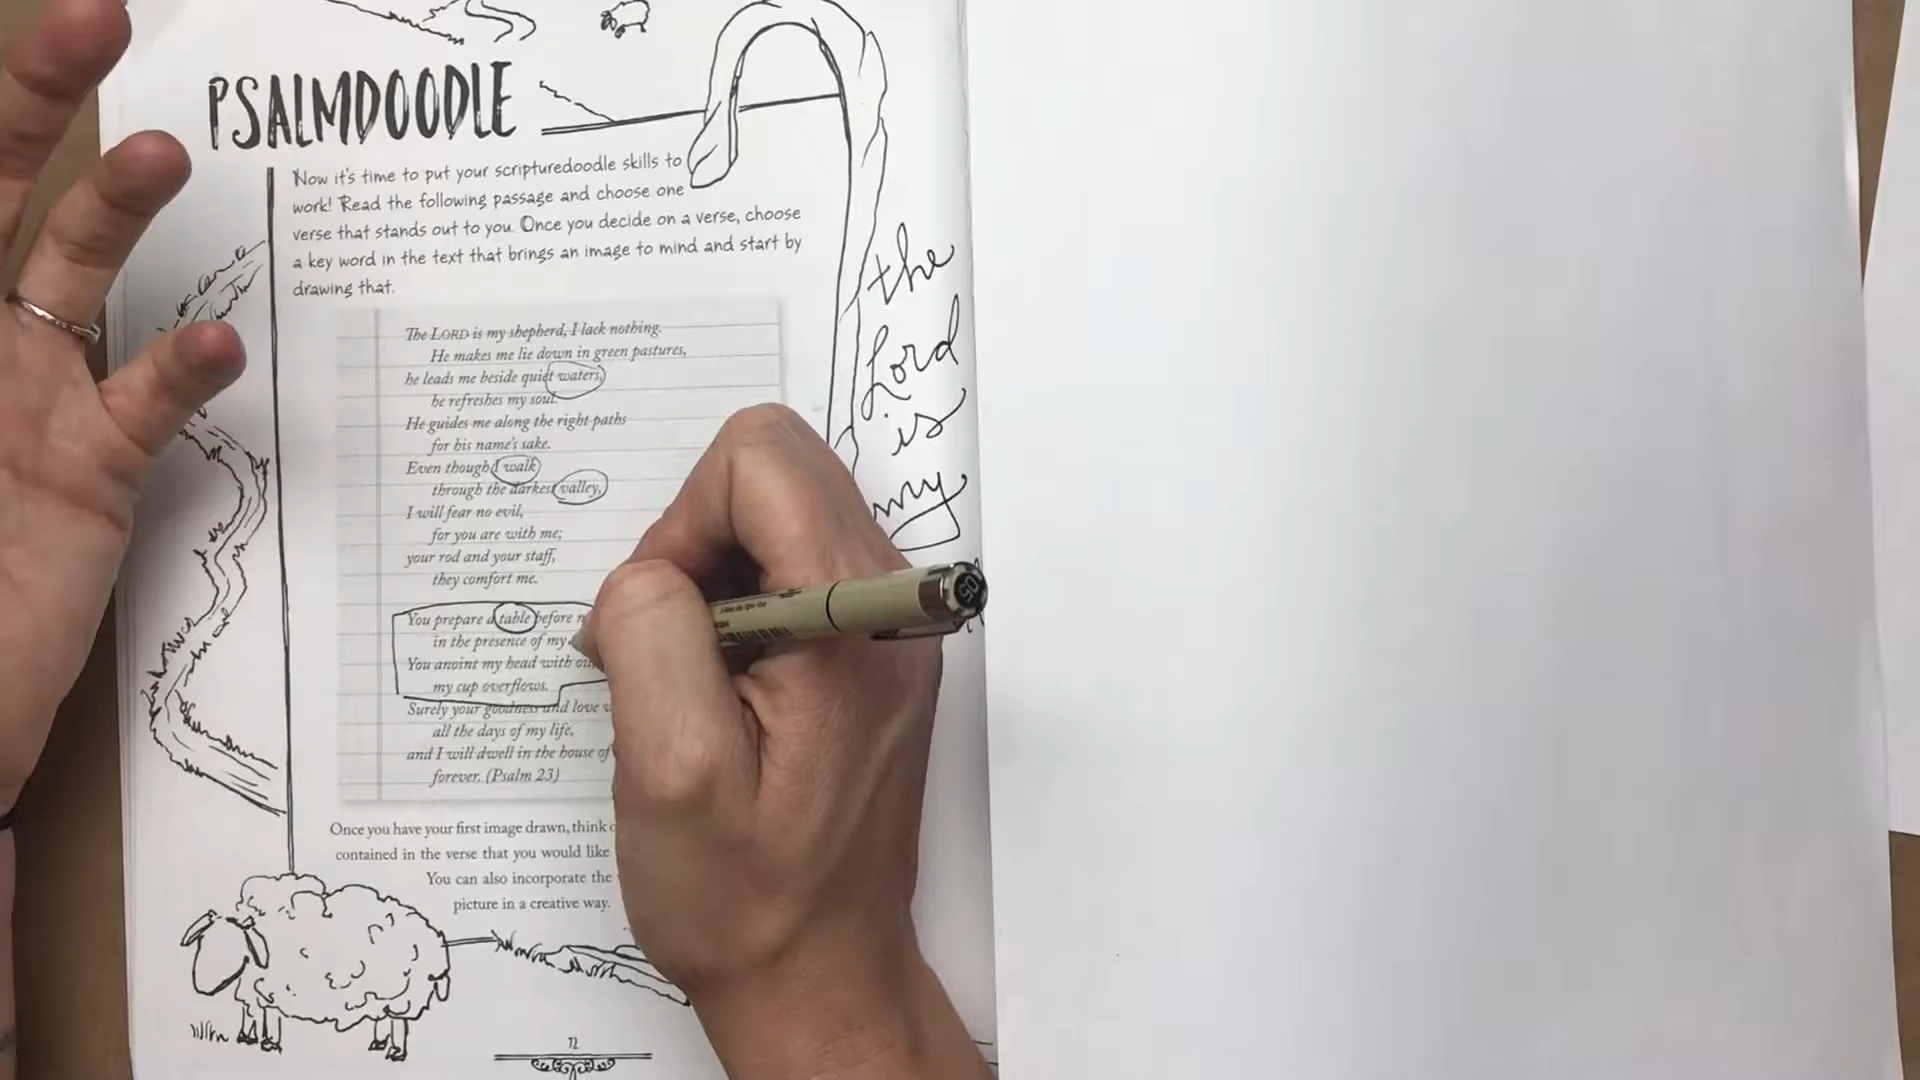 PSALMDOODLE
Now it's time to put your scripturedoodle skills to
work! Read the following passage and choose one
verse that stands out to you. Once you decide on a verse, choose
a key word in the text that brings an image to mind and start by
drawing that.
The LORD is my shepherd, I lack nothing.
He makes me lie down in green pastures,
he leads me beside quiet waters,
he refreshes my soul.
He guides me along the right paths
for his name's sake.
Even though I walk
through the darkest valley,
I will fear no evil,
for you are with me;
your rod and your staff,
they comfort me.
You prepare a table before
in the presence of my
You anoint my head with oil
my cup overflows.
Surely your goodness and love
all the days of my life,
and I will dwell in the house of
forever. (Psalm 23)
Once you have your first image drawn, think
contained in the verse that you would like
You can also incorporate the
picture in a creative way.
12
the
Lord
is
my
05